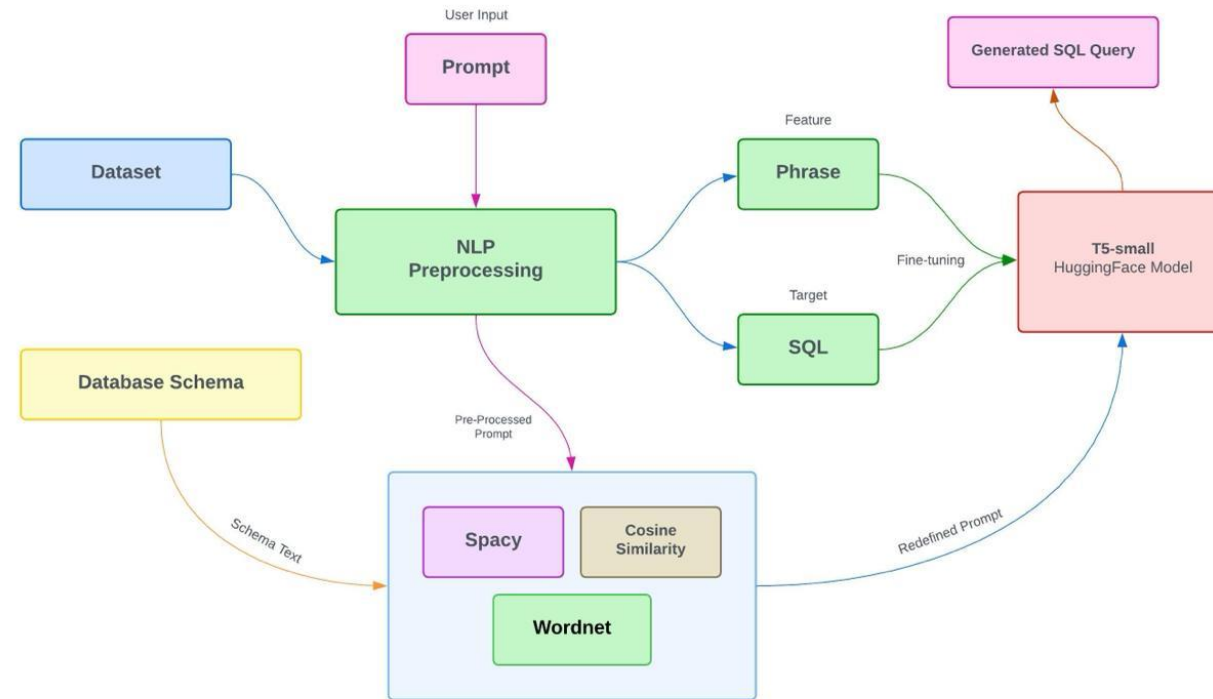 User Input
Prompt
Generated SQL Query
Dataset
Feature
Phrase
NLP
Preprocessing
Fine-tuning
T5-small
HuggingFace Model
Target
SQL
Database Schema
Pre-Processed
Prompt
Schema Text
Spacy
Cosine
Similarity
Redefined Prompt
Wordnet